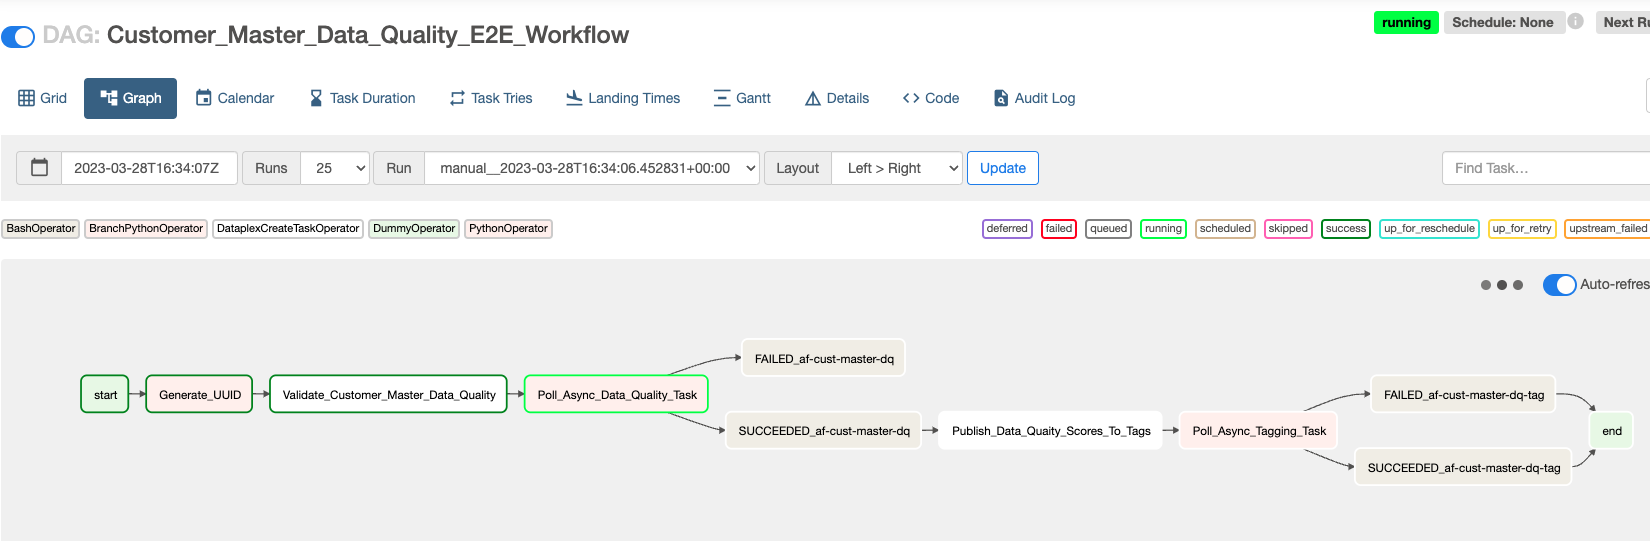 running Schedule: None Next Ru
DAG: Customer_Master_Data_Quality_E2E_Workflow
Grid Graph Calendar Task Duration Task Tries Landing Times Gantt Details Code Audit Log
2023-03-28T16:34:07Z Runs 25 Run manual__2023-03-28T16:34:06.452831+00:00 Layout Left > Right Update Find Task...
BashOperator BranchPythonOperator DataplexCreateTaskOperator DummyOperator PythonOperator deferred failed queued running scheduled skipped success up_for_reschedule up_for_retry upstream_failed
Auto-refres
FAILED_af-cust-master-dq
start Generate_UUID Validate_Customer_Master_Data_Quality Poll_Async_Data_Quality_Task FAILED_af-cust-master-dq-tag
SUCCEEDED_af-cust-master-dq Publish_Data_Quaity_Scores_To_Tags Poll_Async_Tagging_Task end
SUCCEEDED_af-cust-master-dq-tag